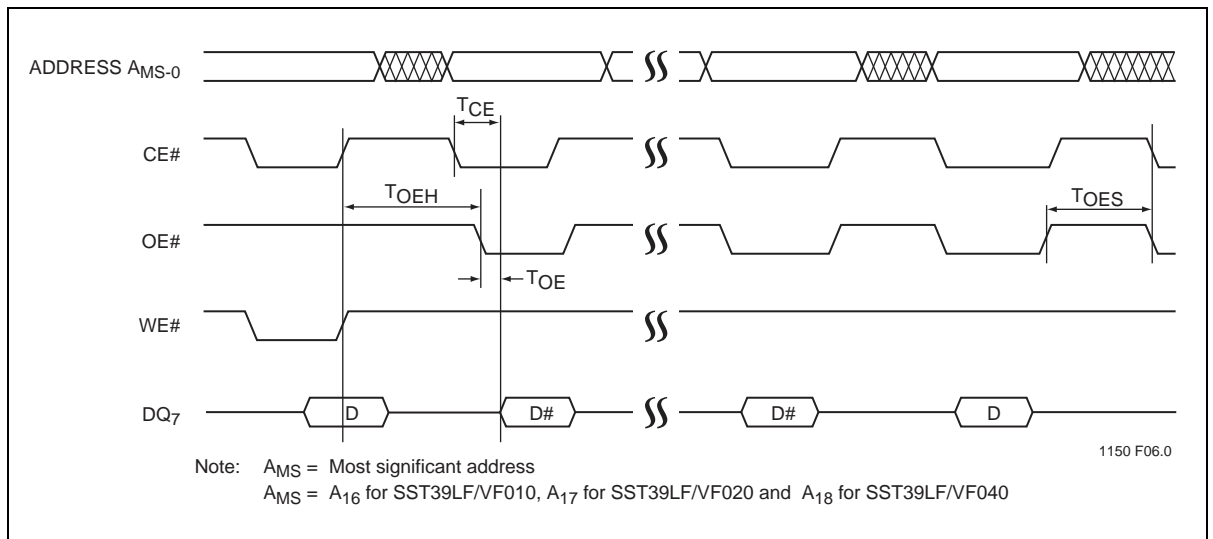 ADDRESS AMS-0
TCE
CE#
TOEH
TOES
OE#
TOE
WE#
DQ7
D
D#
D#
D
1150 F06.0
Note: AMS = Most significant address
AMS = A16 for SST39LF/VF010, A17 for SST39LF/VF020 and A18 for SST39LF/VF040